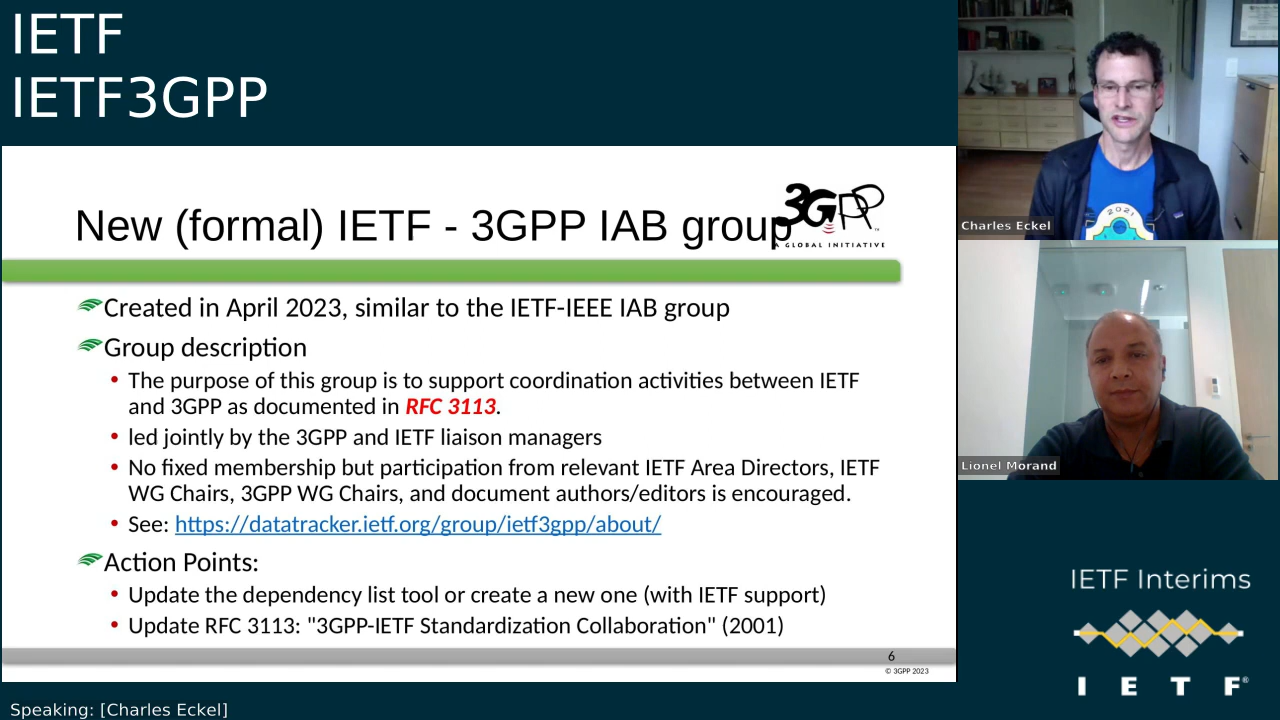 IETF
IETF3GPP
New (formal) IETF - 3GPP IAB group
3GPP
A GLOBAL INITIATIVE
Created in April 2023, similar to the IETF-IEEE IAB group
Group description
• The purpose of this group is to support coordination activities between IETF
and 3GPP as documented in RFC 3113.
• led jointly by the 3GPP and IETF liaison managers
• No fixed membership but participation from relevant IETF Area Directors, IETF
WG Chairs, 3GPP WG Chairs, and document authors/editors is encouraged.
• See: https://datatracker.ietf.org/group/ietf3gpp/about/
Action Points:
• Update the dependency list tool or create a new one (with IETF support)
• Update RFC 3113: "3GPP-IETF Standardization Collaboration" (2001)
6
© 3GPP 2023
2021
Charles Eckel
Lionel Morand
IETF Interims
I E T F®
Speaking: [Charles Eckel]